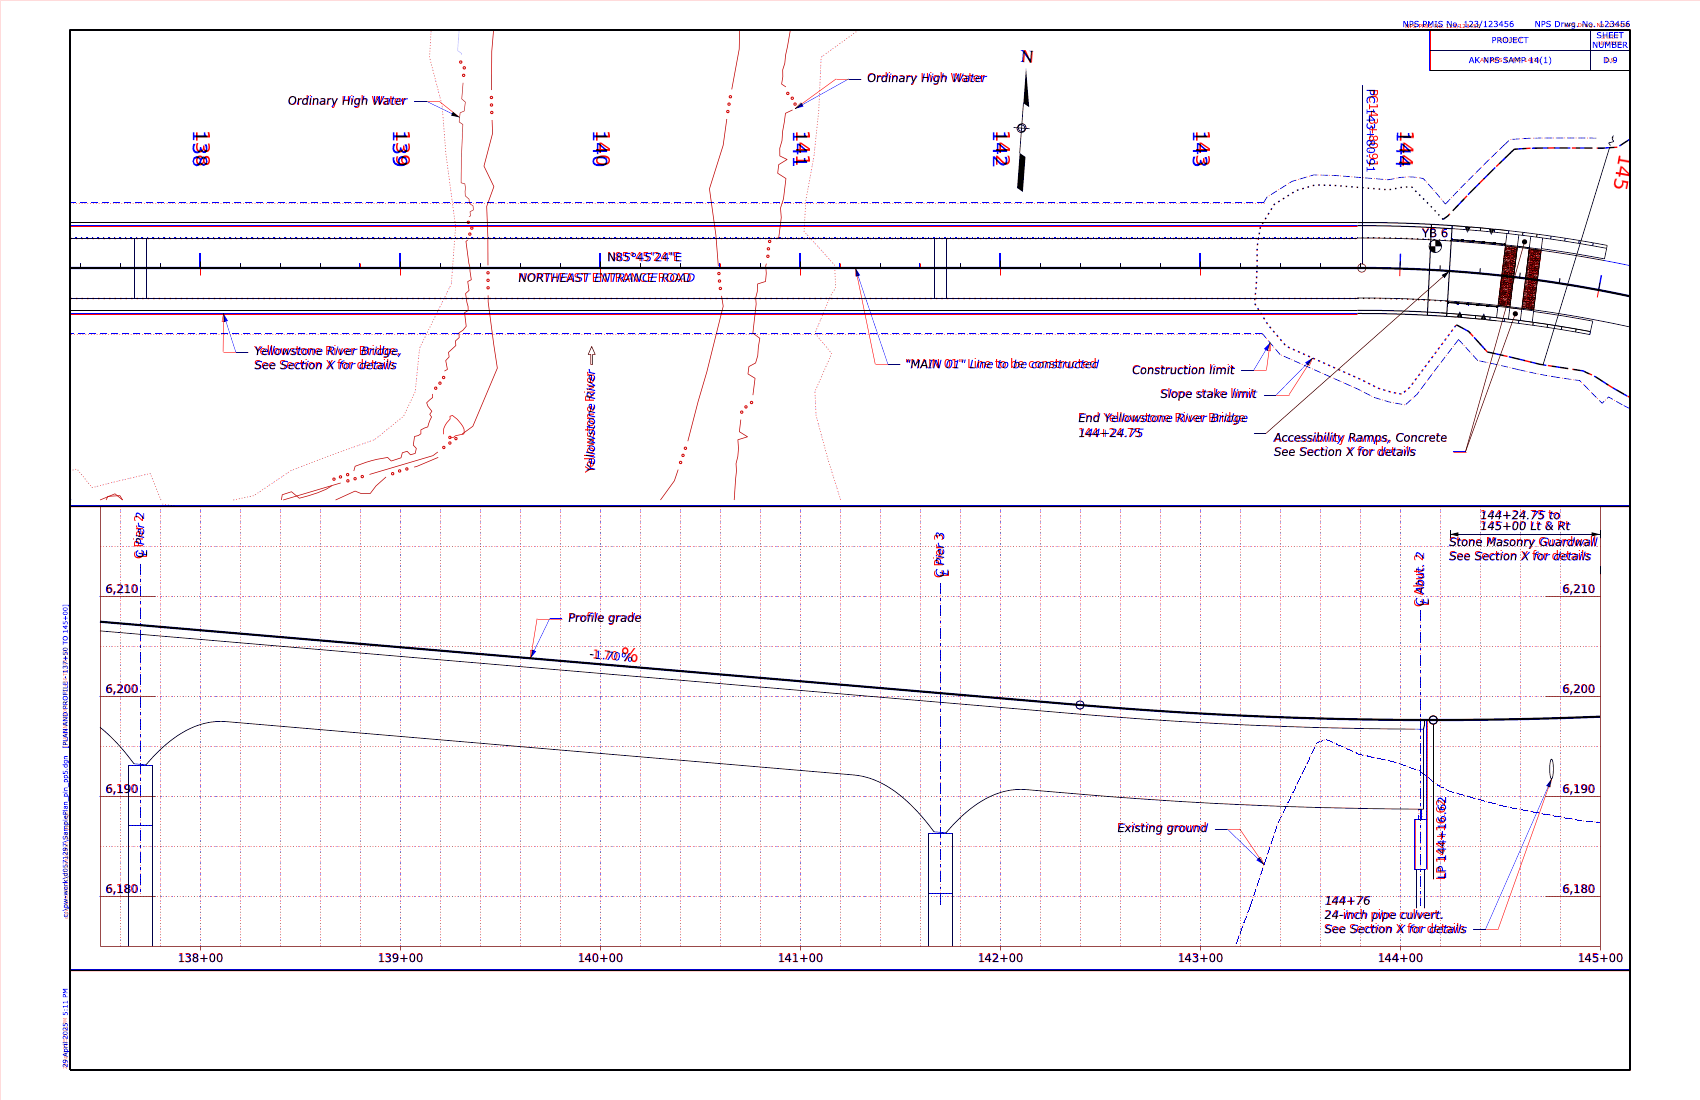 NPS PMIS No. 123/123456 NPS Drwg. No. 123456
PROJECT
SHEET
NUMBER
AK NPS SAMP 14(1)
D.9
N
Ordinary High Water
Ordinary High Water
138
139
140
141
142
143
144
145
PC 143+80.91
YB 6
N85°45'24"E
NORTHEAST ENTRANCE ROAD
Yellowstone River Bridge,
See Section X for details
Yellowstone River
"MAIN 01" Line to be constructed
Construction limit
Slope stake limit
End Yellowstone River Bridge
144+24.75
Accessibility Ramps, Concrete
See Section X for details
℄ Pier 2
℄ Pier 3
℄ Abut. 2
144+24.75 to
145+00 Lt & Rt
Stone Masonry Guardwall
See Section X for details
6,210
6,210
Profile grade
-1.70%
6,200
6,200
6,190
6,190
Existing ground
LP 144+16.62
6,180
6,180
144+76
24-inch pipe culvert.
See Section X for details
138+00
139+00
140+00
141+00
142+00
143+00
144+00
145+00
29 April 2025 5:11 PM